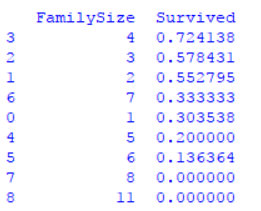 FamilySize Survived
3 4 0.724138
2 3 0.578431
1 2 0.552795
6 7 0.333333
0 1 0.303538
4 5 0.200000
5 6 0.136364
7 8 0.000000
8 11 0.000000